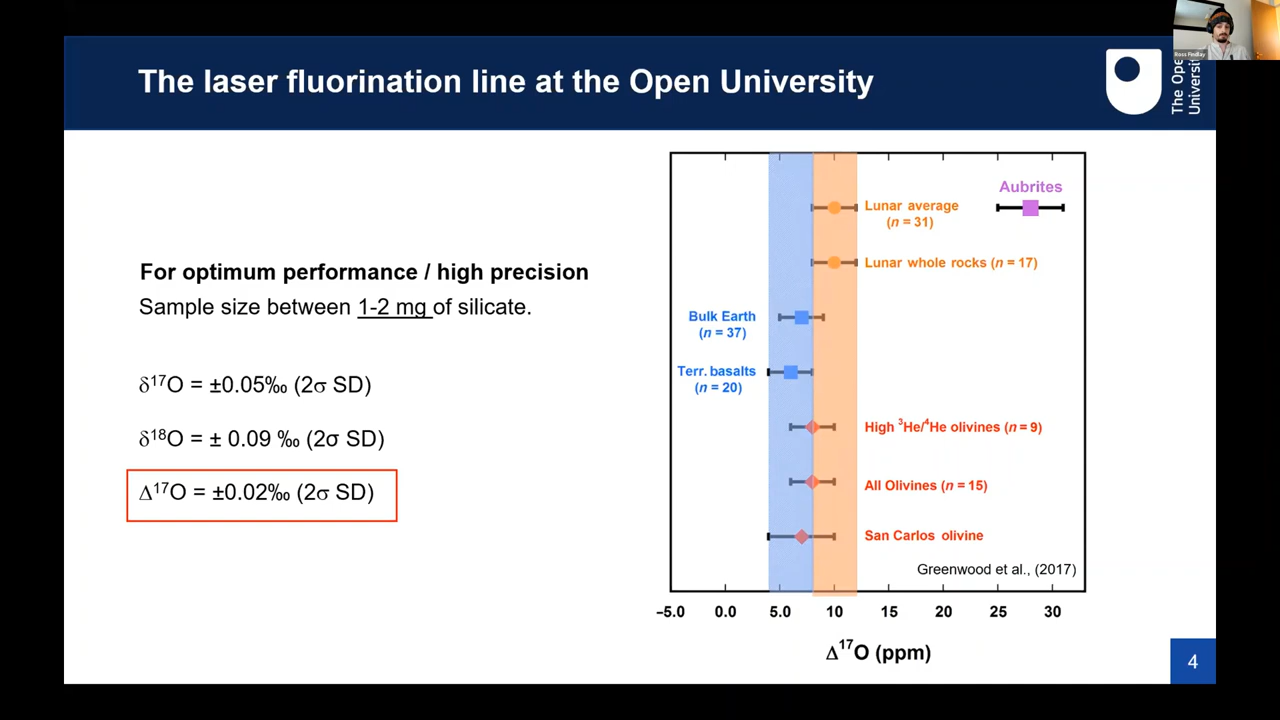 Ross Findlay
The laser fluorination line at the Open University
The Open
University
For optimum performance / high precision
Sample size between 1-2 mg of silicate.
δ¹⁷O = ±0.05‰ (2σ SD)
δ¹⁸O = ± 0.09 ‰ (2σ SD)
Δ¹⁷O = ±0.02‰ (2σ SD)
Aubrites
Lunar average
(n = 31)
Lunar whole rocks (n = 17)
Bulk Earth
(n = 37)
Terr. basalts
(n = 20)
High ³He/⁴He olivines (n = 9)
All Olivines (n = 15)
San Carlos olivine
Greenwood et al., (2017)
–5.0 0.0 5.0 10 15 20 25 30
Δ¹⁷O (ppm)
4